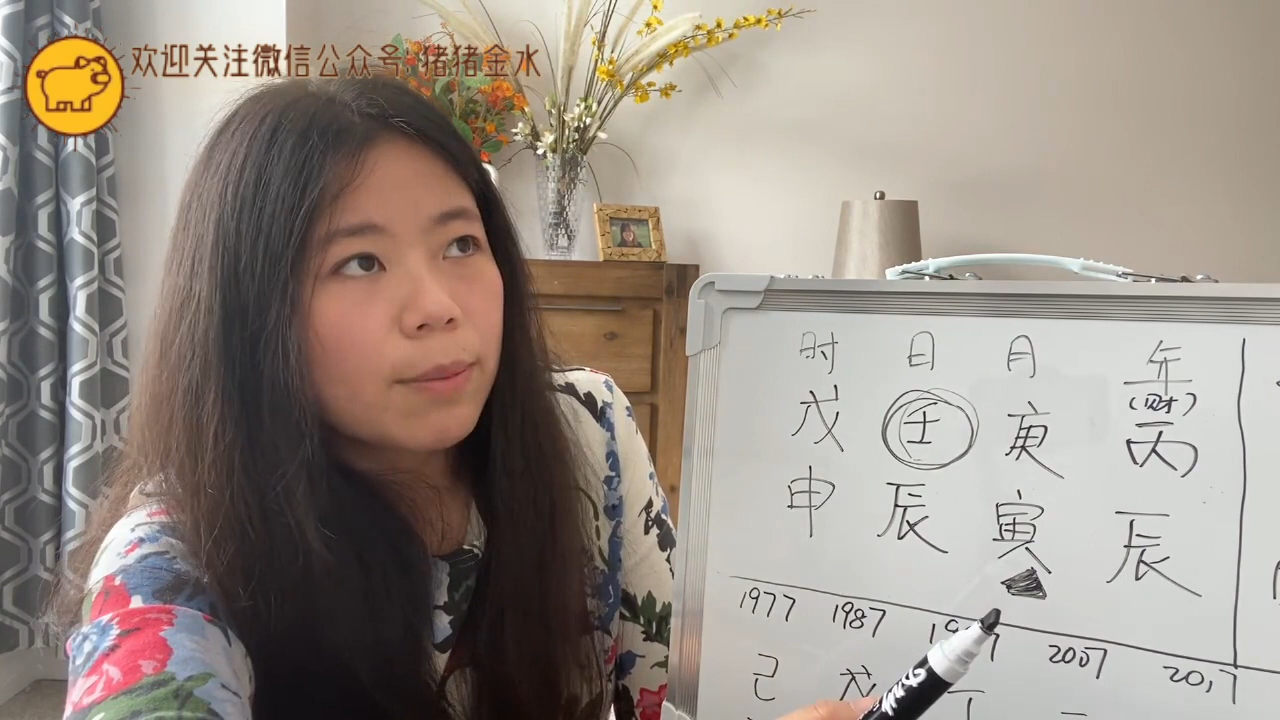 欢迎关注微信公众号: 猪猪金水
时 日 月 年
(财)
戊 壬 庚 丙
申 辰 寅 辰
1977 1987 2007 2017
己 戊